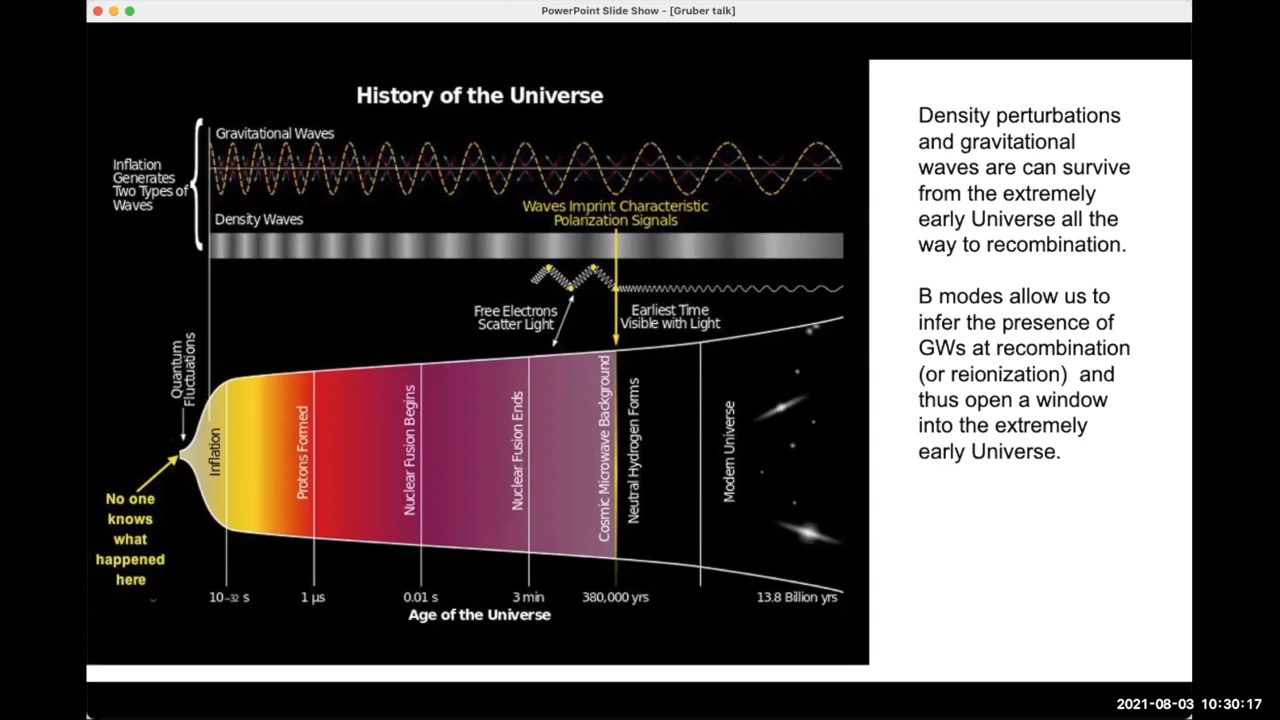 PowerPoint Slide Show - [Gruber talk]
History of the Universe
Gravitational Waves
Inflation
Generates
Two Types of
Waves
Waves Imprint Characteristic
Polarization Signals
Density Waves
Free Electrons
Scatter Light
Earliest Time
Visible with Light
Quantum
Fluctuations
Inflation
Protons Formed
Nuclear Fusion Begins
Nuclear Fusion Ends
Cosmic Microwave Background
Neutral Hydrogen Forms
Modern Universe
No one
knows
what
happened
here
10-32 s
1 µs
0.01 s
3 min
380,000 yrs
13.8 Billion yrs
Age of the Universe
Density perturbations
and gravitational
waves are can survive
from the extremely
early Universe all the
way to recombination.
B modes allow us to
infer the presence of
GWs at recombination
(or reionization) and
thus open a window
into the extremely
early Universe.
2021-08-03 10:30:17